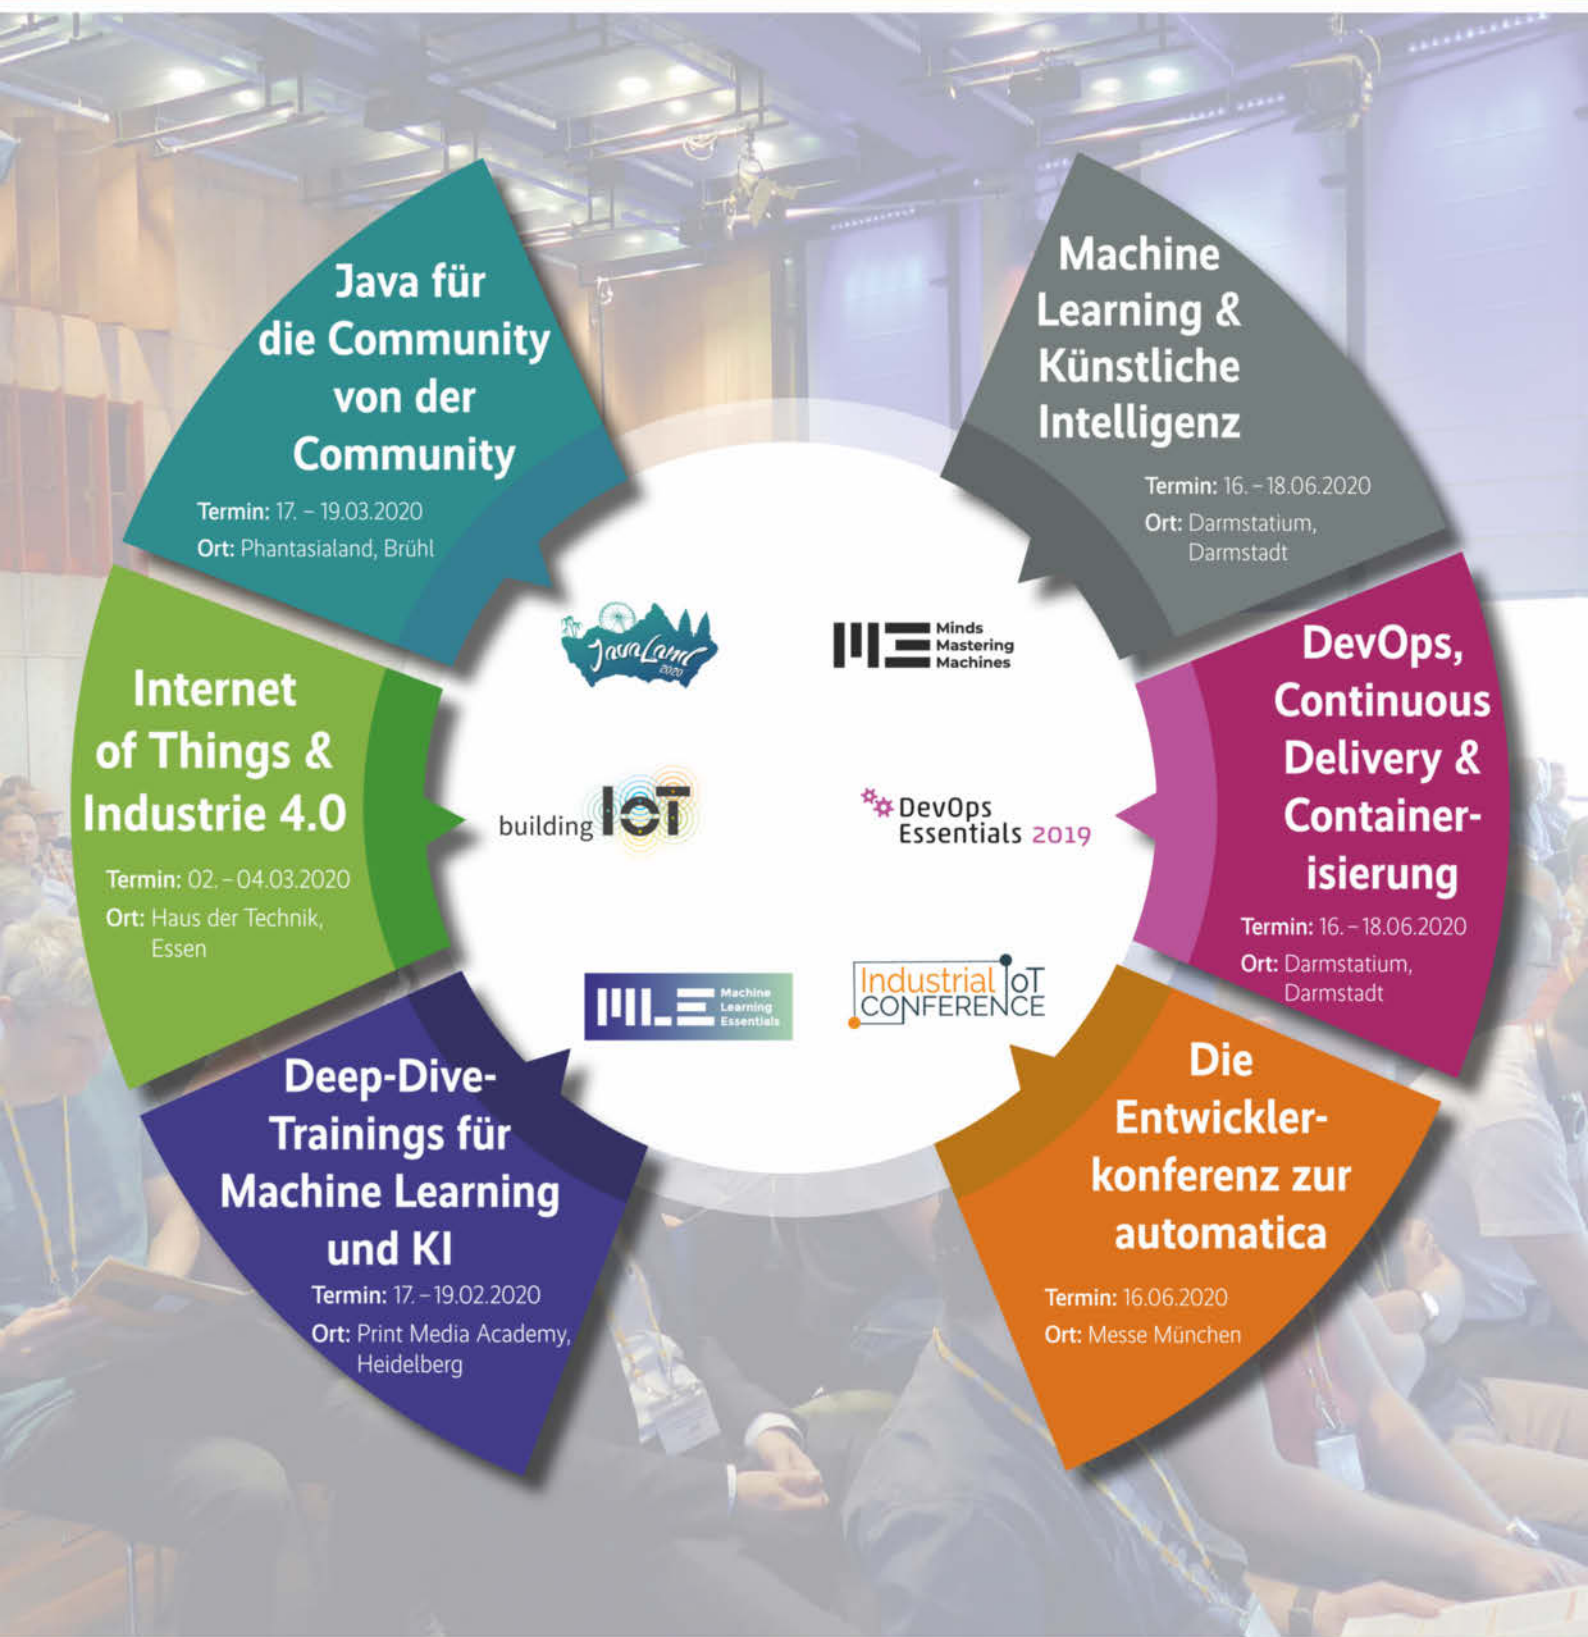 Java für
die Community
von der
Community
Termin: 17. – 19.03.2020
Ort: Phantasialand, Brühl
Machine
Learning &
Künstliche
Intelligenz
Termin: 16. – 18.06.2020
Ort: Darmstatium,
Darmstadt
Internet
of Things &
Industrie 4.0
Termin: 02. – 04.03.2020
Ort: Haus der Technik,
Essen
DevOps,
Continuous
Delivery &
Container-
isierung
Termin: 16. – 18.06.2020
Ort: Darmstatium,
Darmstadt
Deep-Dive-
Trainings für
Machine Learning
und KI
Termin: 17. – 19.02.2020
Ort: Print Media Academy,
Heidelberg
Die
Entwickler-
konferenz zur
automatica
Termin: 16.06.2020
Ort: Messe München
JavaLand
2020
Minds
Mastering
Machines
building IoT
DevOps
Essentials 2019
MLE Machine
Learning
Essentials
Industrial IoT
CONFERENCE